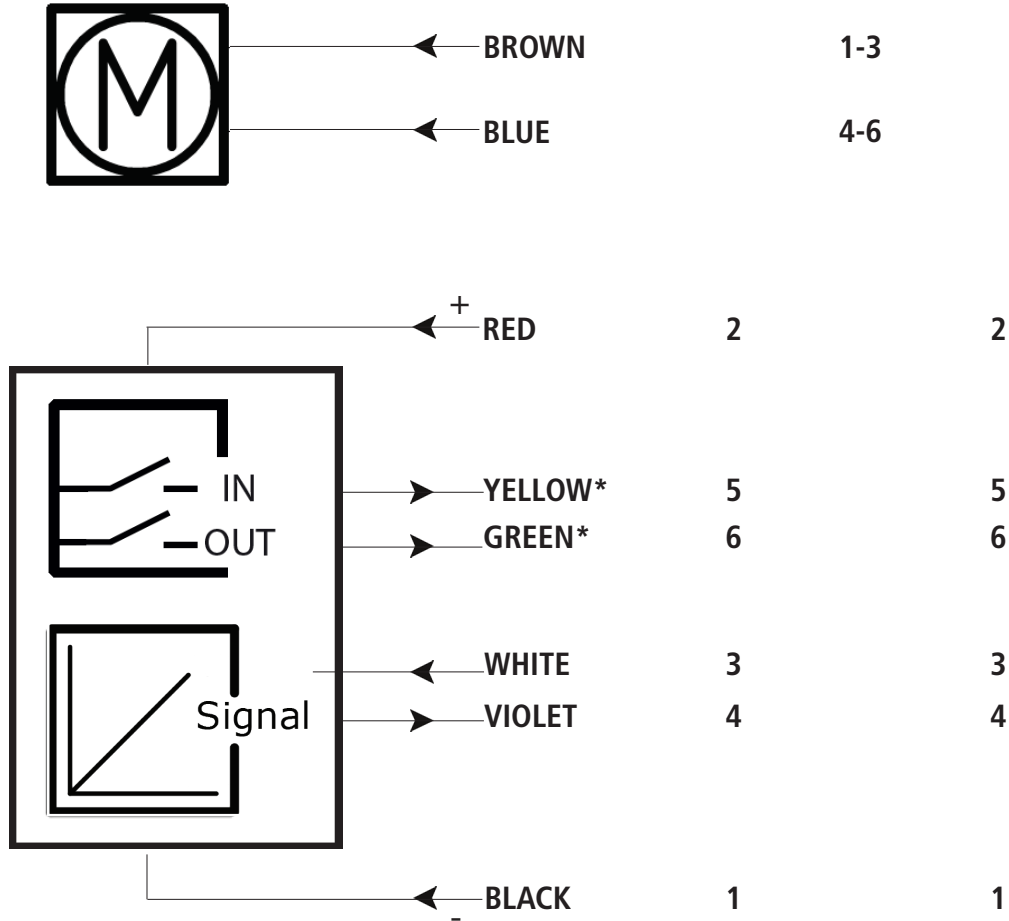 M
BROWN 1-3
BLUE 4-6
+
RED 2 2
IN
YELLOW* 5 5
OUT
GREEN* 6 6
WHITE 3 3
Signal
VIOLET 4 4
BLACK 1 1
-